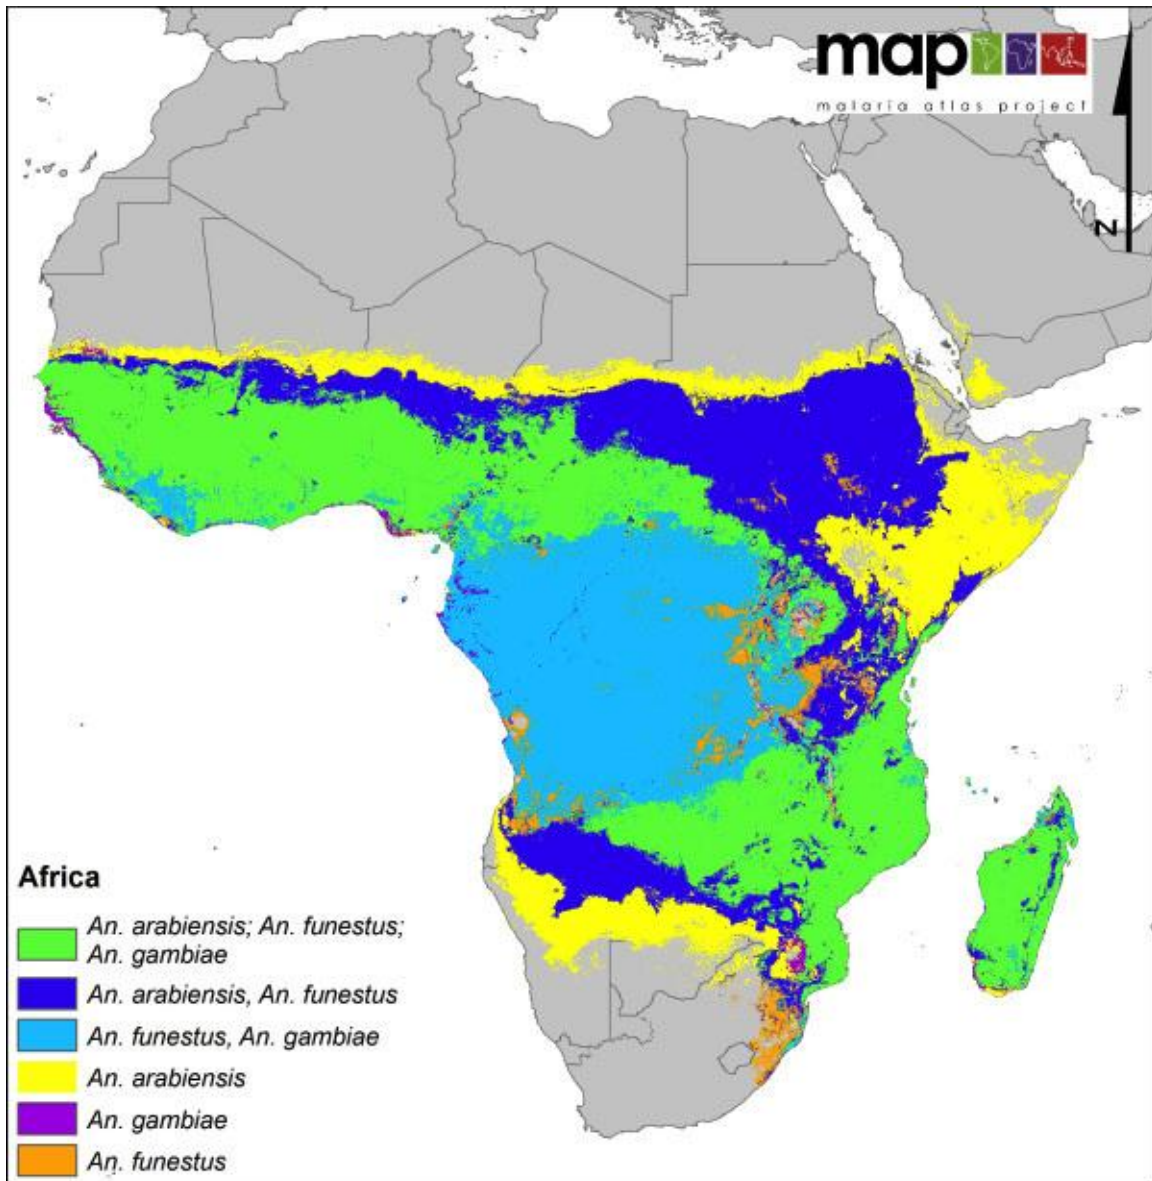 map
malaria atlas project
N
Africa
An. arabiensis; An. funestus;
An. gambiae
An. arabiensis, An. funestus
An. funestus, An. gambiae
An. arabiensis
An. gambiae
An. funestus